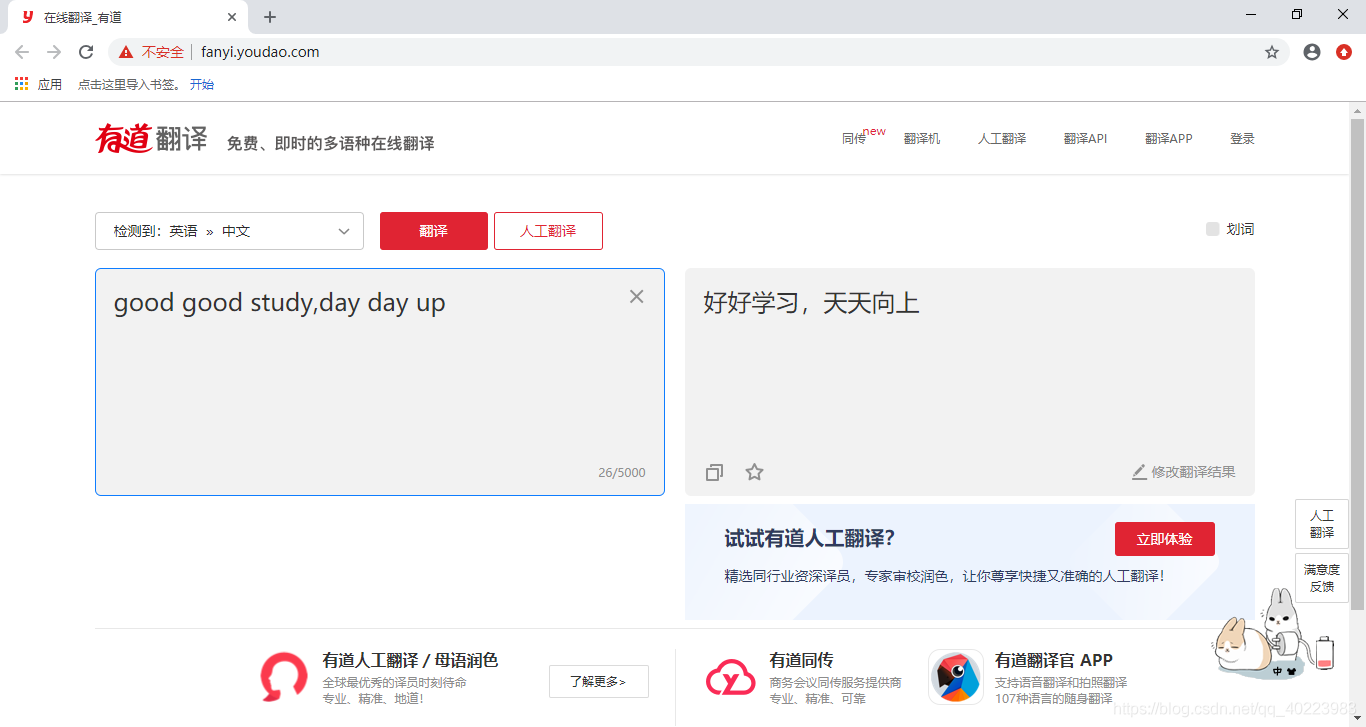 在线翻译_有道
不安全 fanyi.youdao.com
应用 点击这里导入书签。 开始
有道翻译 免费、即时的多语种在线翻译
同传 new 翻译机 人工翻译 翻译API 翻译APP 登录
检测到：英语 » 中文 翻译 人工翻译 划词
good good study,day day up
好好学习，天天向上
26/5000
修改翻译结果
试试有道人工翻译？
立即体验
精选同行业资深译员，专家审校润色，让你尊享快捷又准确的人工翻译！
人工
翻译
满意度
反馈
有道人工翻译 / 母语润色
全球最优秀的译员时刻待命
专业、精准、地道！
了解更多>
有道同传
商务会议同传服务提供商
专业、精准、可靠
有道翻译官 APP
支持语音翻译和拍照翻译
107种语言的随身翻译
中
https://blog.csdn.net/qq_40223983